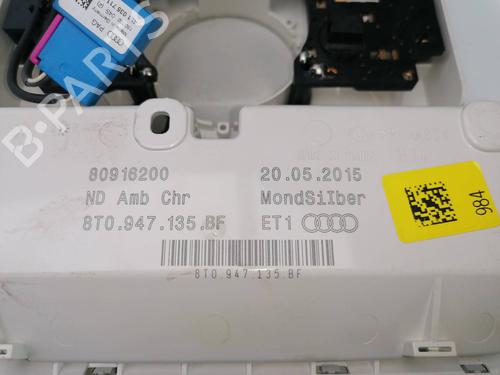 B-PARTS
80916200 20.05.2015
ND Amb Chr MondSilber
8T0.947.135.BF ET1
8T0.947.135.BF
984